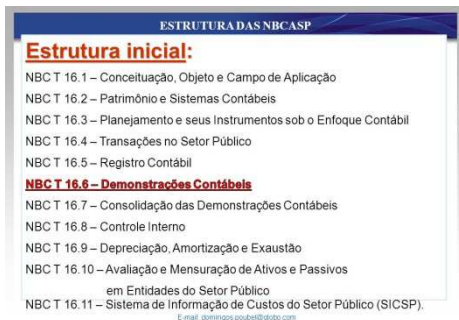 ESTRUTURA DAS NBCASP
Estrutura inicial:
NBC T 16.1 – Conceituação, Objeto e Campo de Aplicação
NBC T 16.2 – Patrimônio e Sistemas Contábeis
NBC T 16.3 – Planejamento e seus Instrumentos sob o Enfoque Contábil
NBC T 16.4 – Transações no Setor Público
NBC T 16.5 – Registro Contábil
NBC T 16.6 – Demonstrações Contábeis
NBC T 16.7 – Consolidação das Demonstrações Contábeis
NBC T 16.8 – Controle Interno
NBC T 16.9 – Depreciação, Amortização e Exaustão
NBC T 16.10 – Avaliação e Mensuração de Ativos e Passivos
em Entidades do Setor Público
NBC T 16.11 – Sistema de Informação de Custos do Setor Público (SICSP).
E-mail: domingos.poubel@globo.com